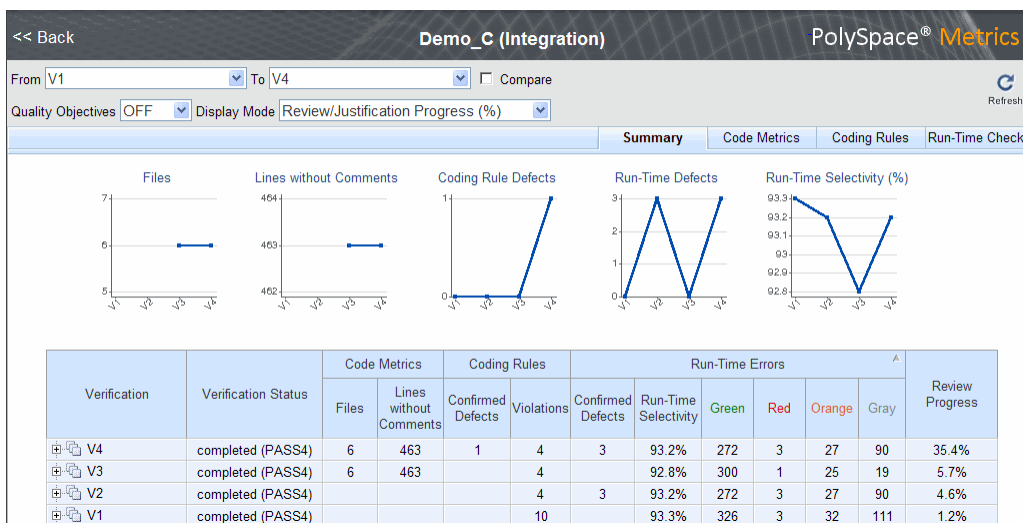 << Back Demo_C (Integration) PolySpace® Metrics
From V1 To V4 Compare
Refresh
Quality Objectives OFF Display Mode Review/Justification Progress (%)
Summary Code Metrics Coding Rules Run-Time Check
Files Lines without Comments Coding Rule Defects Run-Time Defects Run-Time Selectivity (%)
7 464 1 3 93.3
93.2
2
6 463 93.1
93
1
92.9
5 462 0 0 92.8
V1 V2 V3 V4 V1 V2 V3 V4 V1 V2 V3 V4 V1 V2 V3 V4 V1 V2 V3 V4
Verification Verification Status Code Metrics Coding Rules Run-Time Errors Review Progress
Files Lines without Comments Confirmed Defects Violations Confirmed Defects Run-Time Selectivity Green Red Orange Gray
V4 completed (PASS4) 6 463 1 4 3 93.2% 272 3 27 90 35.4%
V3 completed (PASS4) 6 463 4 92.8% 300 1 25 19 5.7%
V2 completed (PASS4) 4 3 93.2% 272 3 27 90 4.6%
V1 completed (PASS4) 10 93.3% 326 3 32 111 1.2%